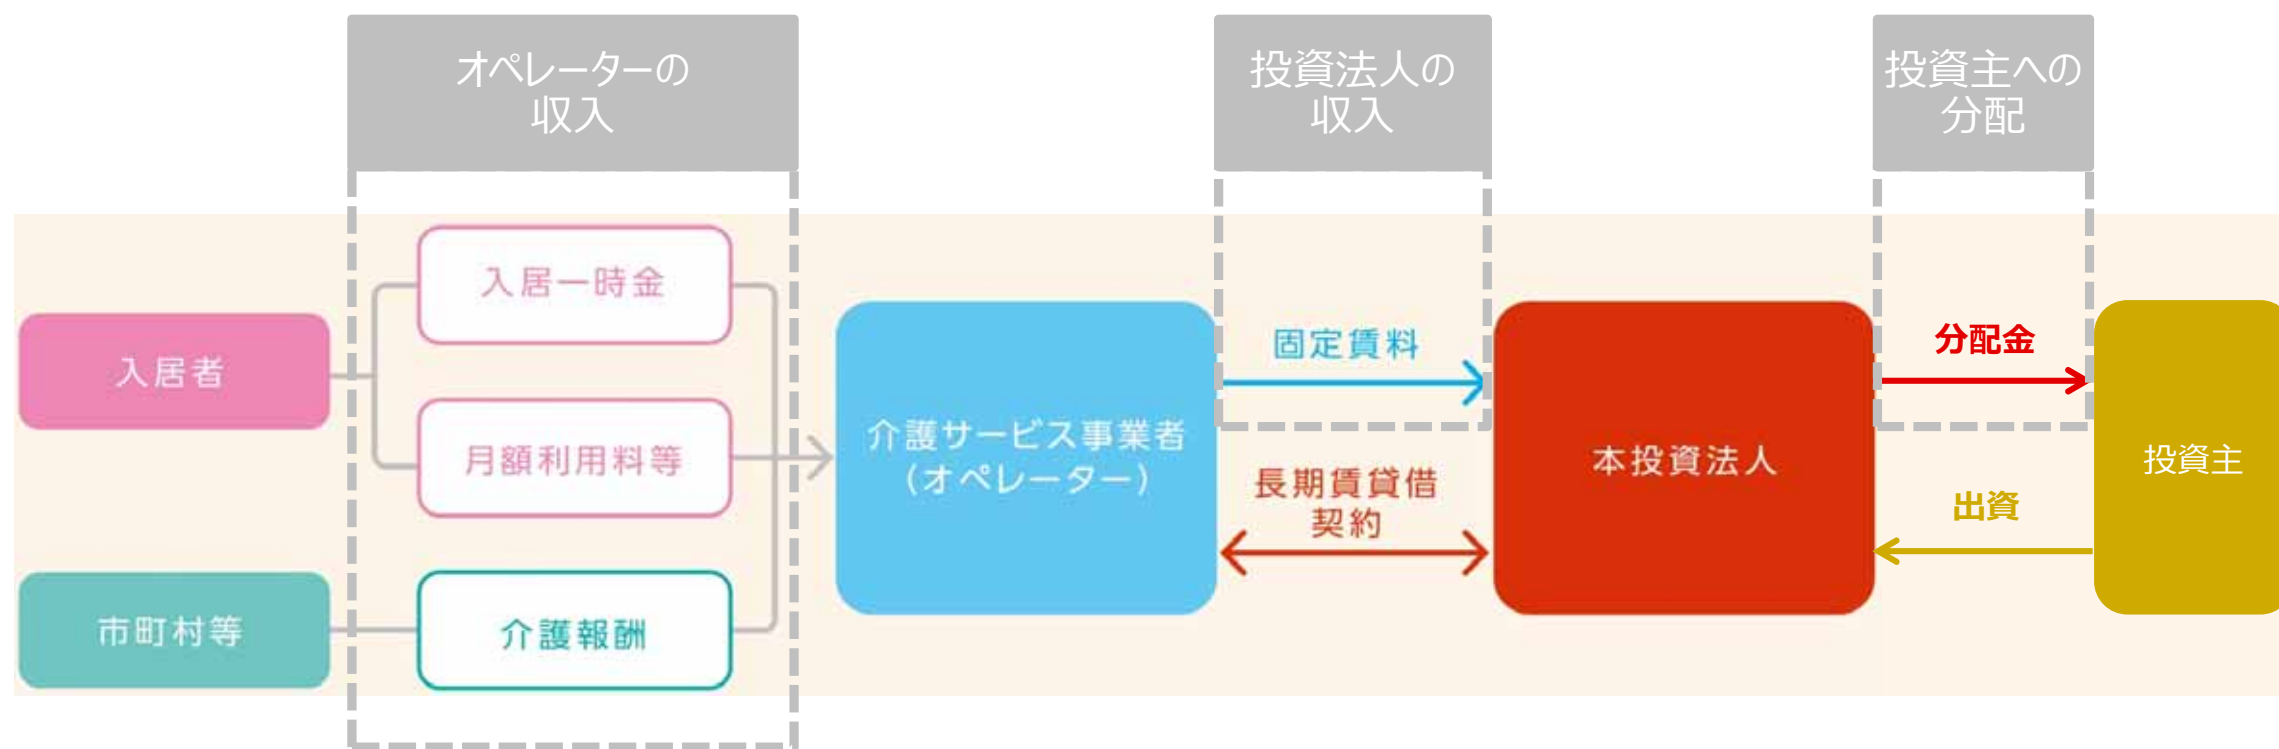 オペレーターの
収入
投資法人の
収入
投資主への
分配
入居者
入居一時金
月額利用料等
市町村等
介護報酬
介護サービス事業者
(オペレーター)
固定賃料
長期賃貸借
契約
本投資法人
分配金
出資
投資主